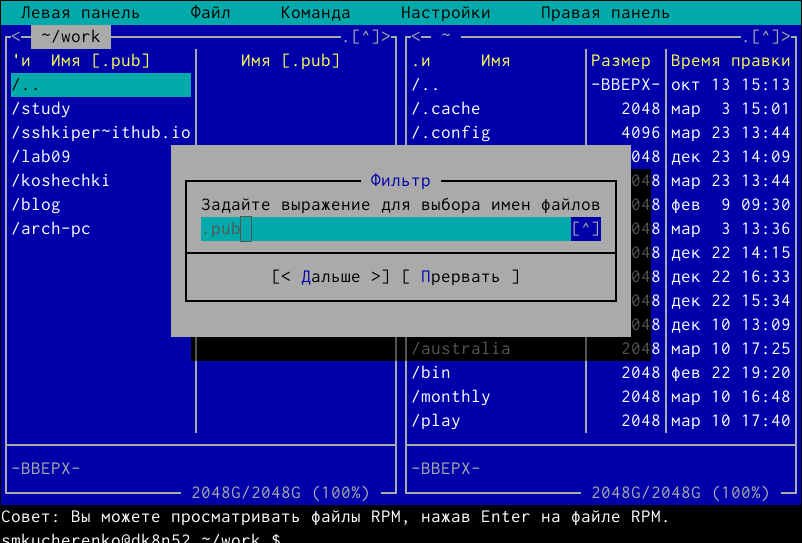 Левая панель Файл Команда Настройки Правая панель
<─ ~/work .[^]>
<─ ~ .[^]>
'и Имя [.pub] Имя [.pub]
/..
/study
/sshkiper~ithub.io
/lab09
/koshechki
/blog
/arch-pc
.и Имя Размер Время правки
/.. -ВВЕРХ- окт 13 15:13
/.cache 2048 мар 3 15:01
/.config 4096 мар 23 13:44
048 дек 23 14:09
048 мар 23 13:44
048 фев 9 09:30
048 мар 3 13:36
048 дек 22 14:15
048 дек 22 16:33
048 дек 22 15:34
048 дек 10 13:09
/australia 2048 мар 10 17:25
/bin 2048 фев 22 19:20
/monthly 2048 мар 10 16:48
/play 2048 мар 10 17:40
Фильтр
Задайте выражение для выбора имен файлов
.pub [^]
[< Дальше >] [ Прервать ]
-ВВЕРХ-
2048G/2048G (100%)
-ВВЕРХ-
2048G/2048G (100%)
Совет: Вы можете просматривать файлы RPM, нажав Enter на файле RPM.
smkucherenko@dk8n52 ~/work $